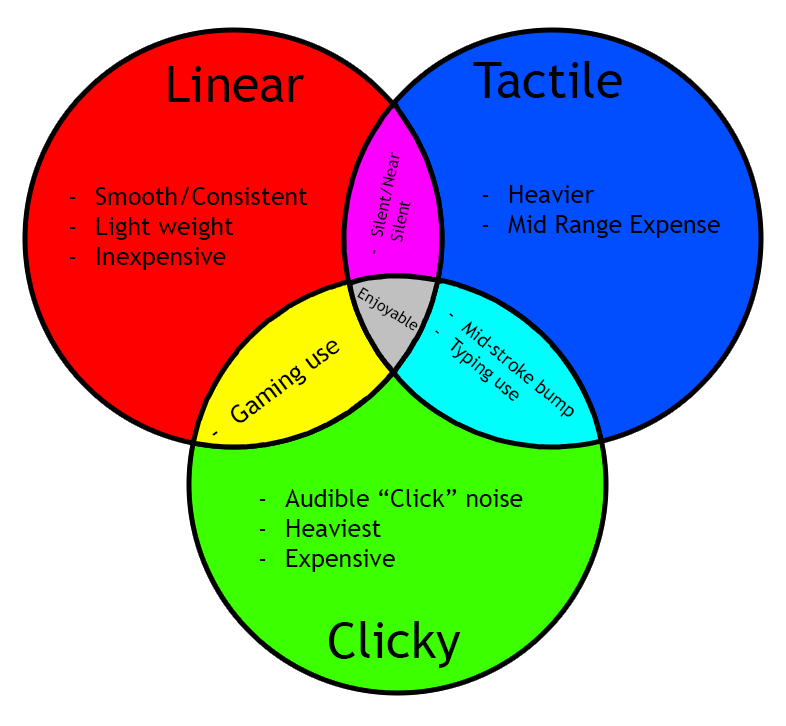 Linear
Tactile
- Smooth/Consistent
- Light weight
- Inexpensive
- Silent/Near
Silent
- Heavier
- Mid Range Expense
Enjoyable
- Gaming use
- Mid-stroke bump
- Typing use
- Audible “Click” noise
- Heaviest
- Expensive
Clicky